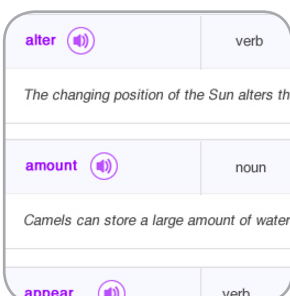 alter verb
The changing position of the Sun alters th
amount noun
Camels can store a large amount of water
appear verb